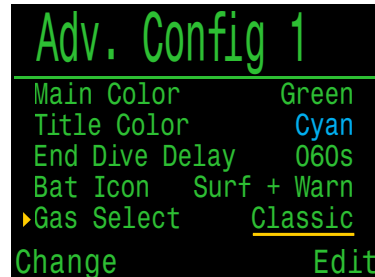 Adv. Config 1
Main Color Green
Title Color Cyan
End Dive Delay 060s
Bat Icon Surf + Warn
Gas Select Classic
Change Edit